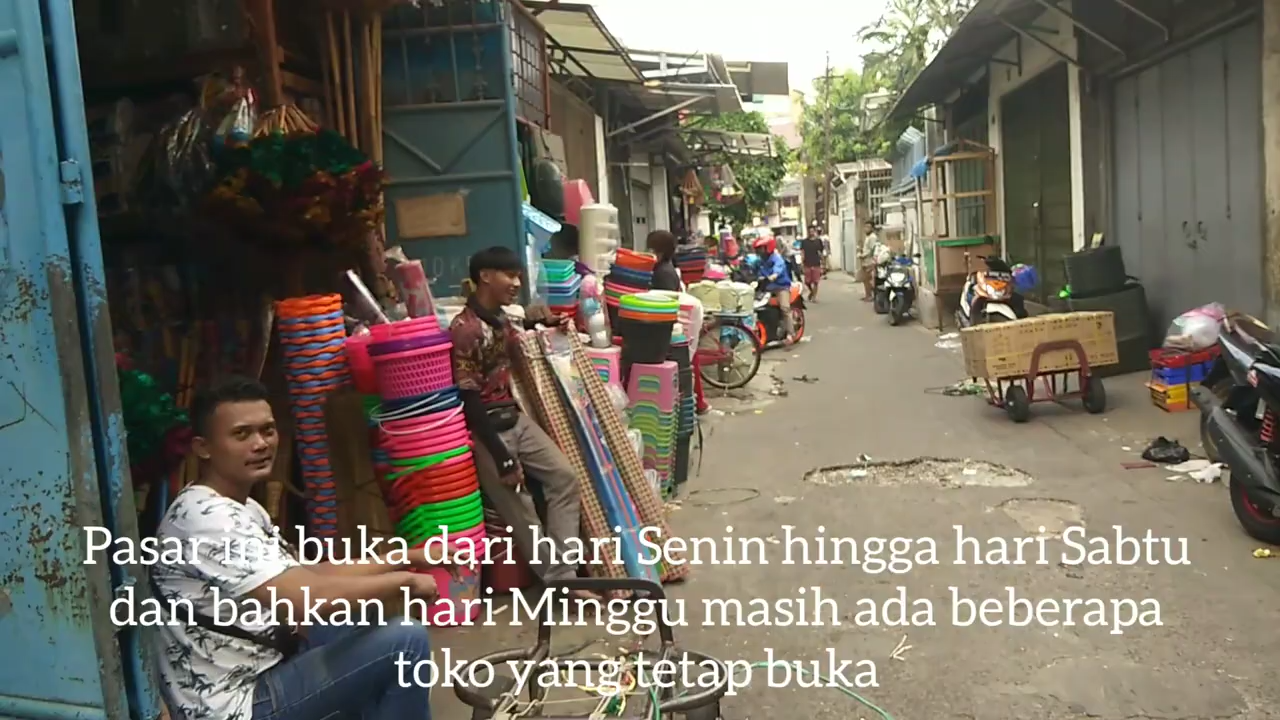 Pasar ini buka dari hari Senin hingga hari Sabtu
dan bahkan hari Minggu masih ada beberapa
toko yang tetap buka